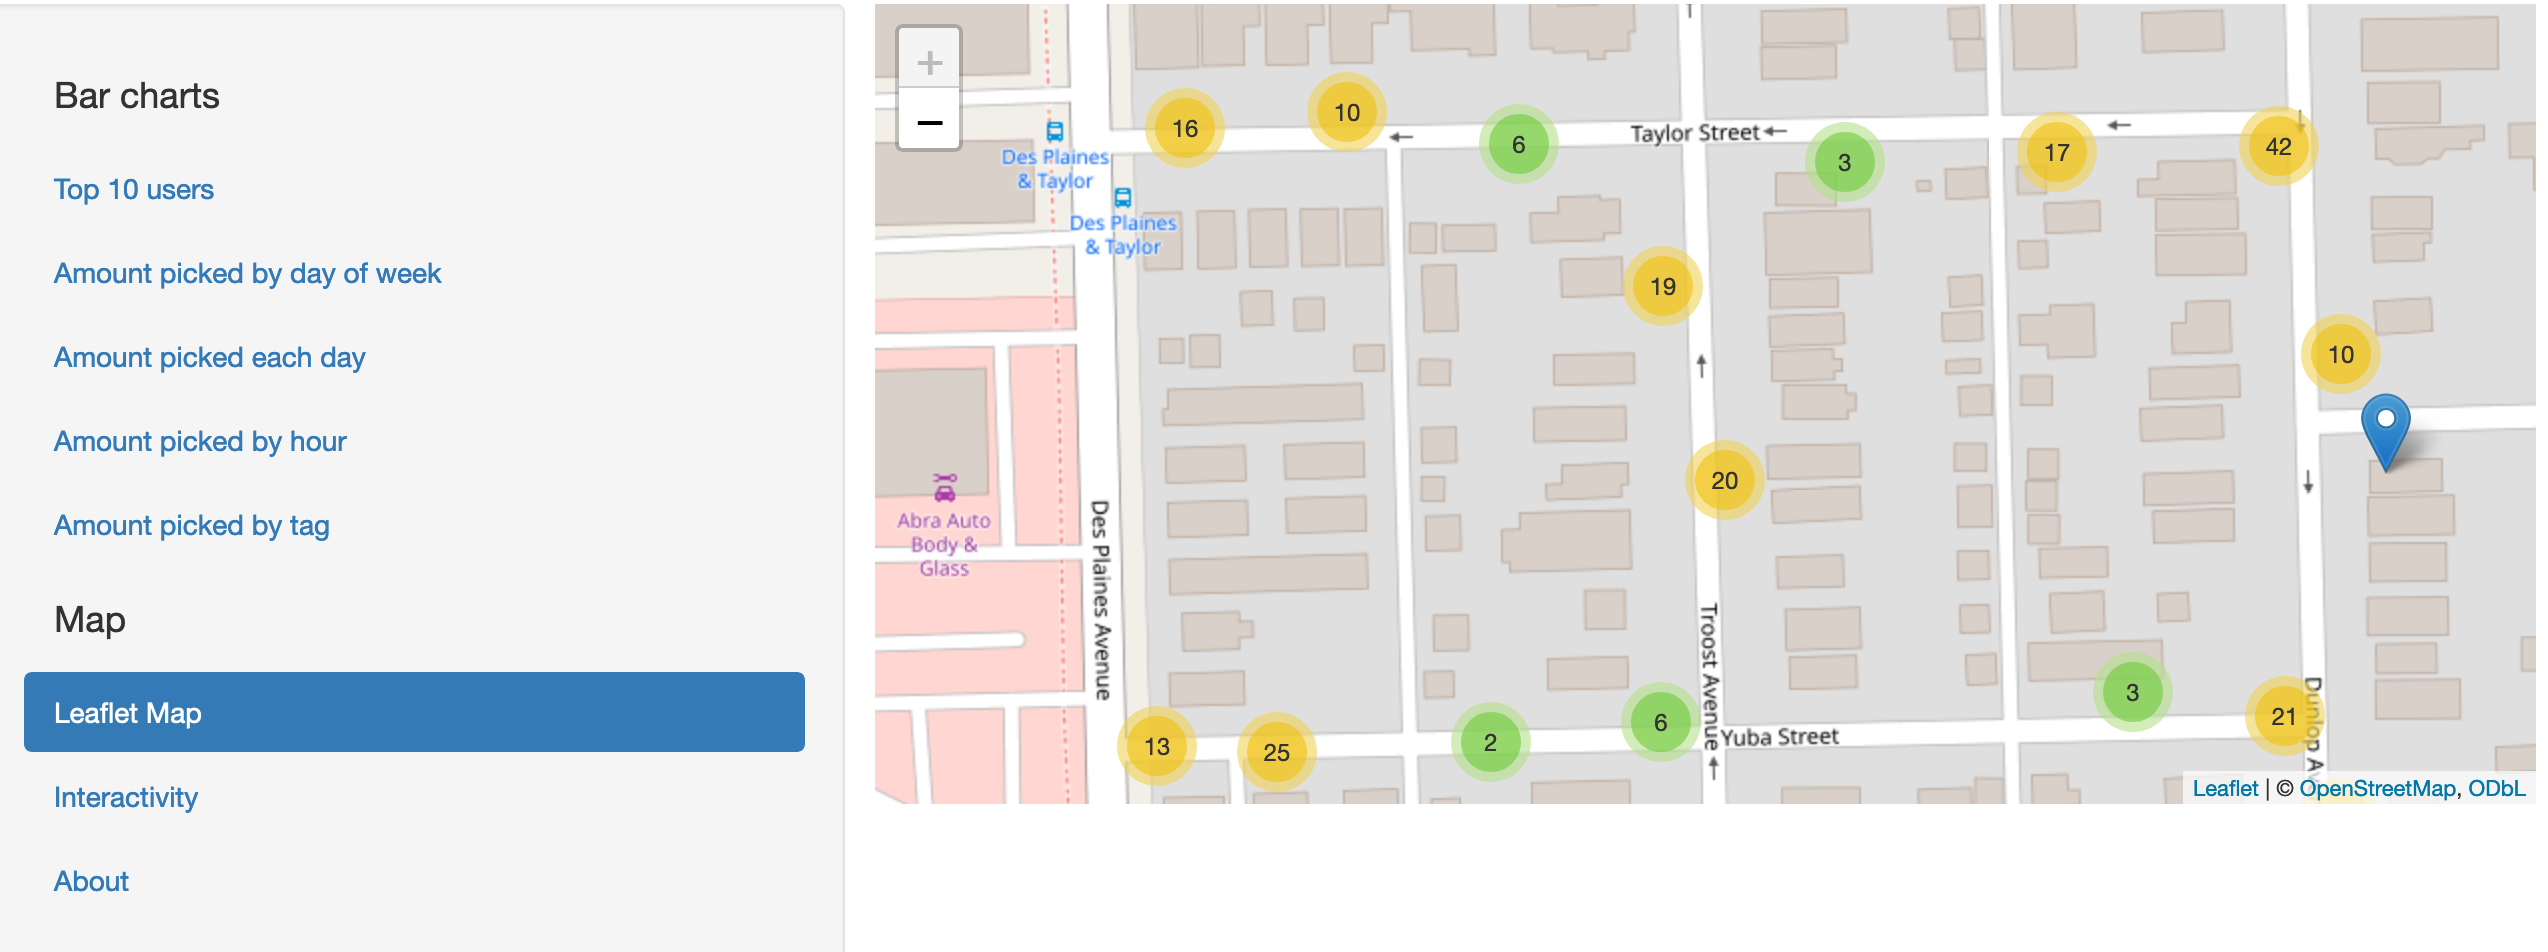 Bar charts
Top 10 users
Amount picked by day of week
Amount picked each day
Amount picked by hour
Amount picked by tag
Map
Leaflet Map
Interactivity
About
+
−
16
10
6
Taylor Street
3
17
42
Des Plaines
& Taylor
Des Plaines
& Taylor
19
10
20
Abra Auto
Body &
Glass
Des Plaines Avenue
Troost Avenue
Dunlop Av
13
25
2
6
Yuba Street
3
21
Leaflet | © OpenStreetMap, ODbL